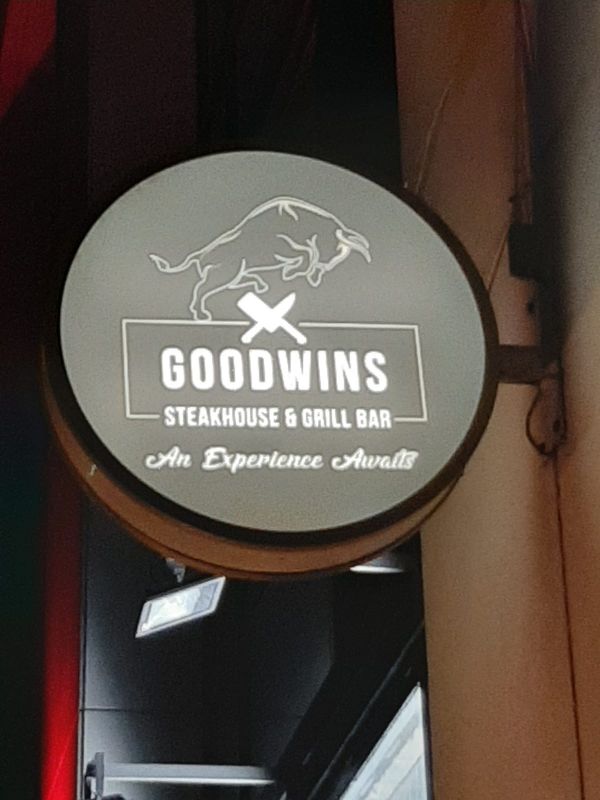 GOODWINS
STEAKHOUSE & GRILL BAR
An Experience Awaits